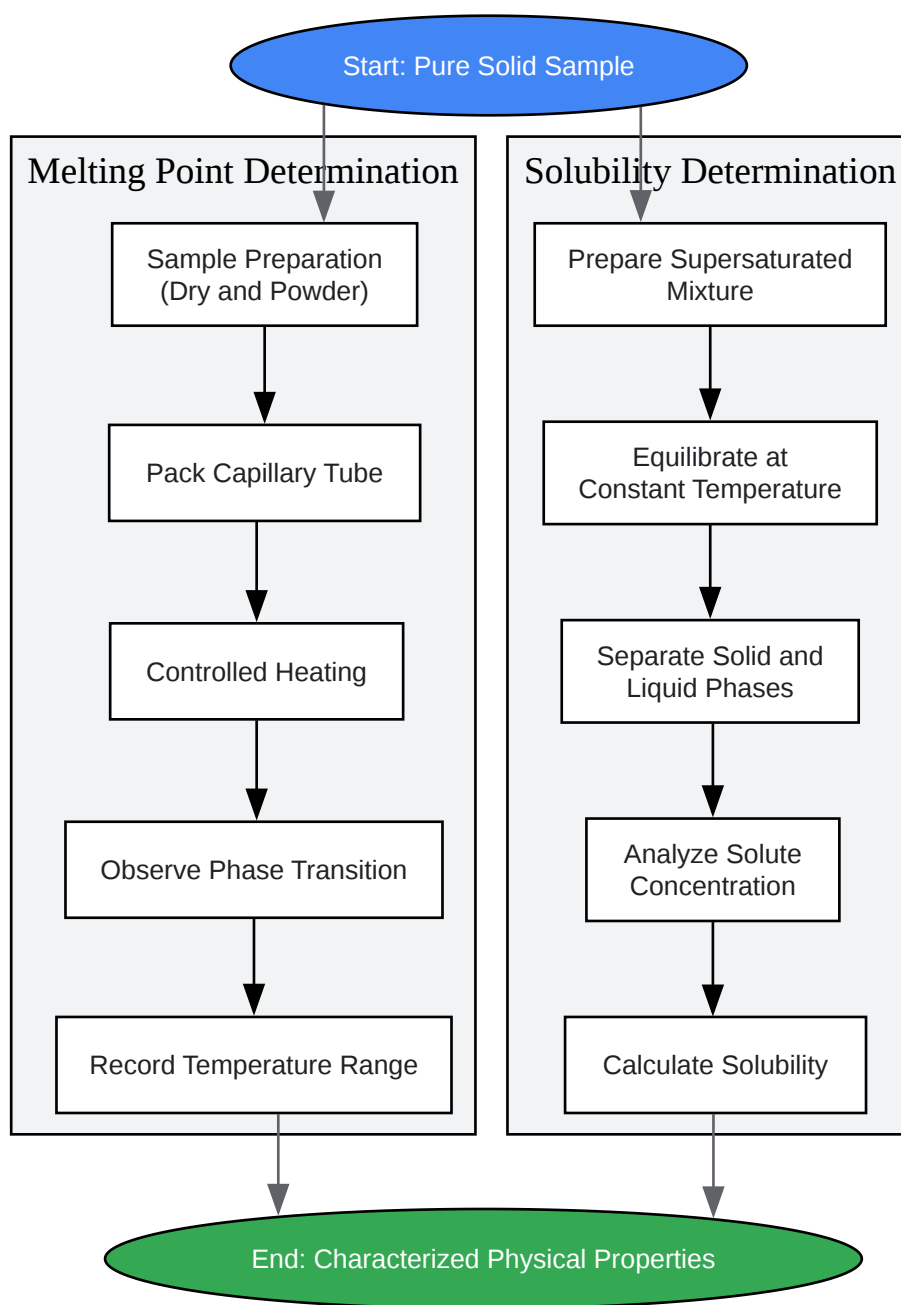 Start: Pure Solid Sample
Melting Point Determination
Sample Preparation
(Dry and Powder)
Pack Capillary Tube
Controlled Heating
Observe Phase Transition
Record Temperature Range
Solubility Determination
Prepare Supersaturated
Mixture
Equilibrate at
Constant Temperature
Separate Solid and
Liquid Phases
Analyze Solute
Concentration
Calculate Solubility
End: Characterized Physical Properties